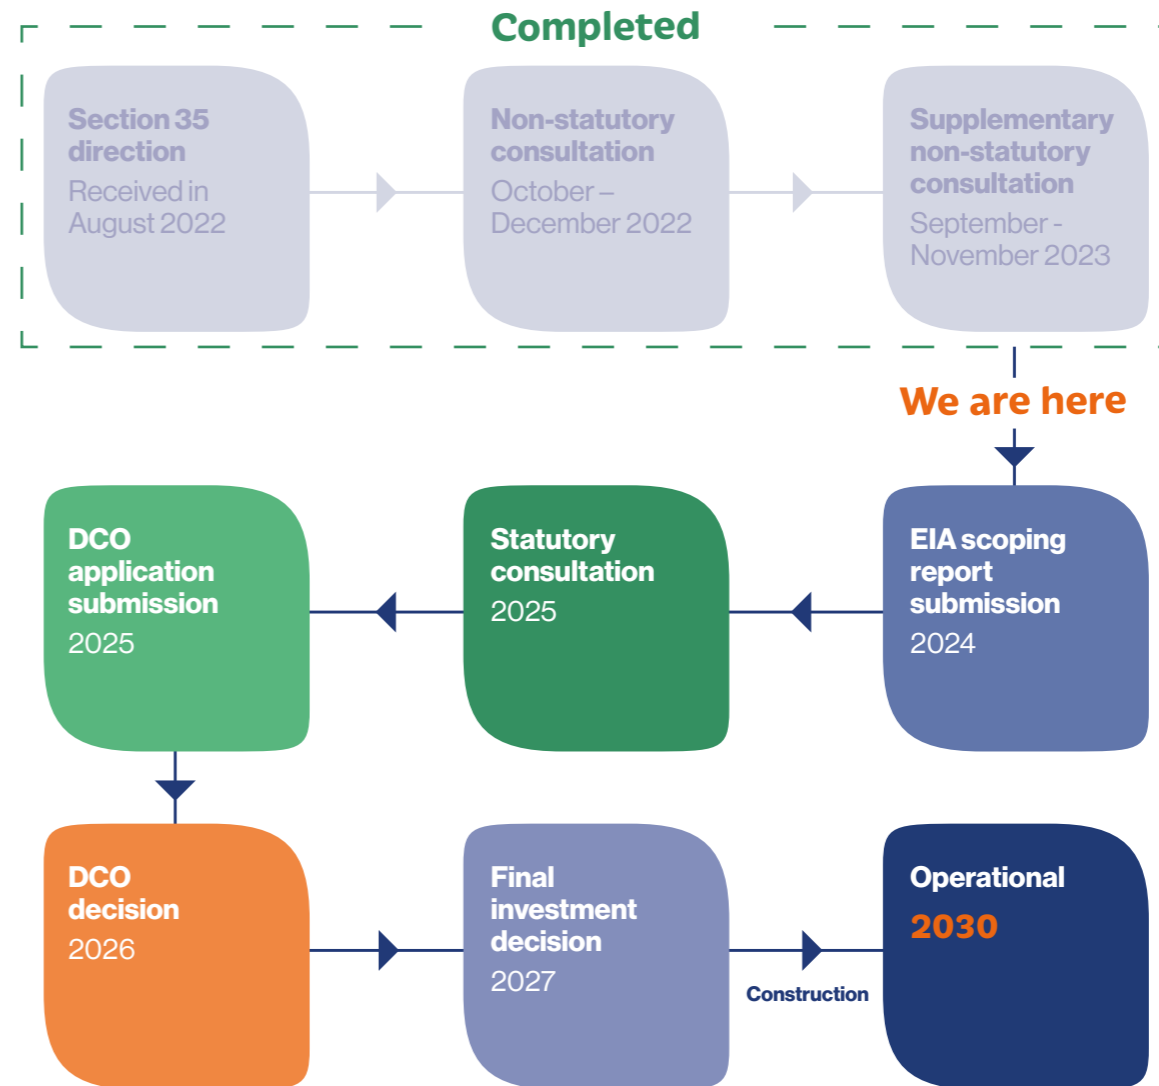 Completed
Section 35
direction
Received in
August 2022
Non-statutory
consultation
October –
December 2022
Supplementary
non-statutory
consultation
September -
November 2023
We are here
EIA scoping
report
submission
2024
Statutory
consultation
2025
DCO
application
submission
2025
DCO
decision
2026
Final
investment
decision
2027
Construction
Operational
2030